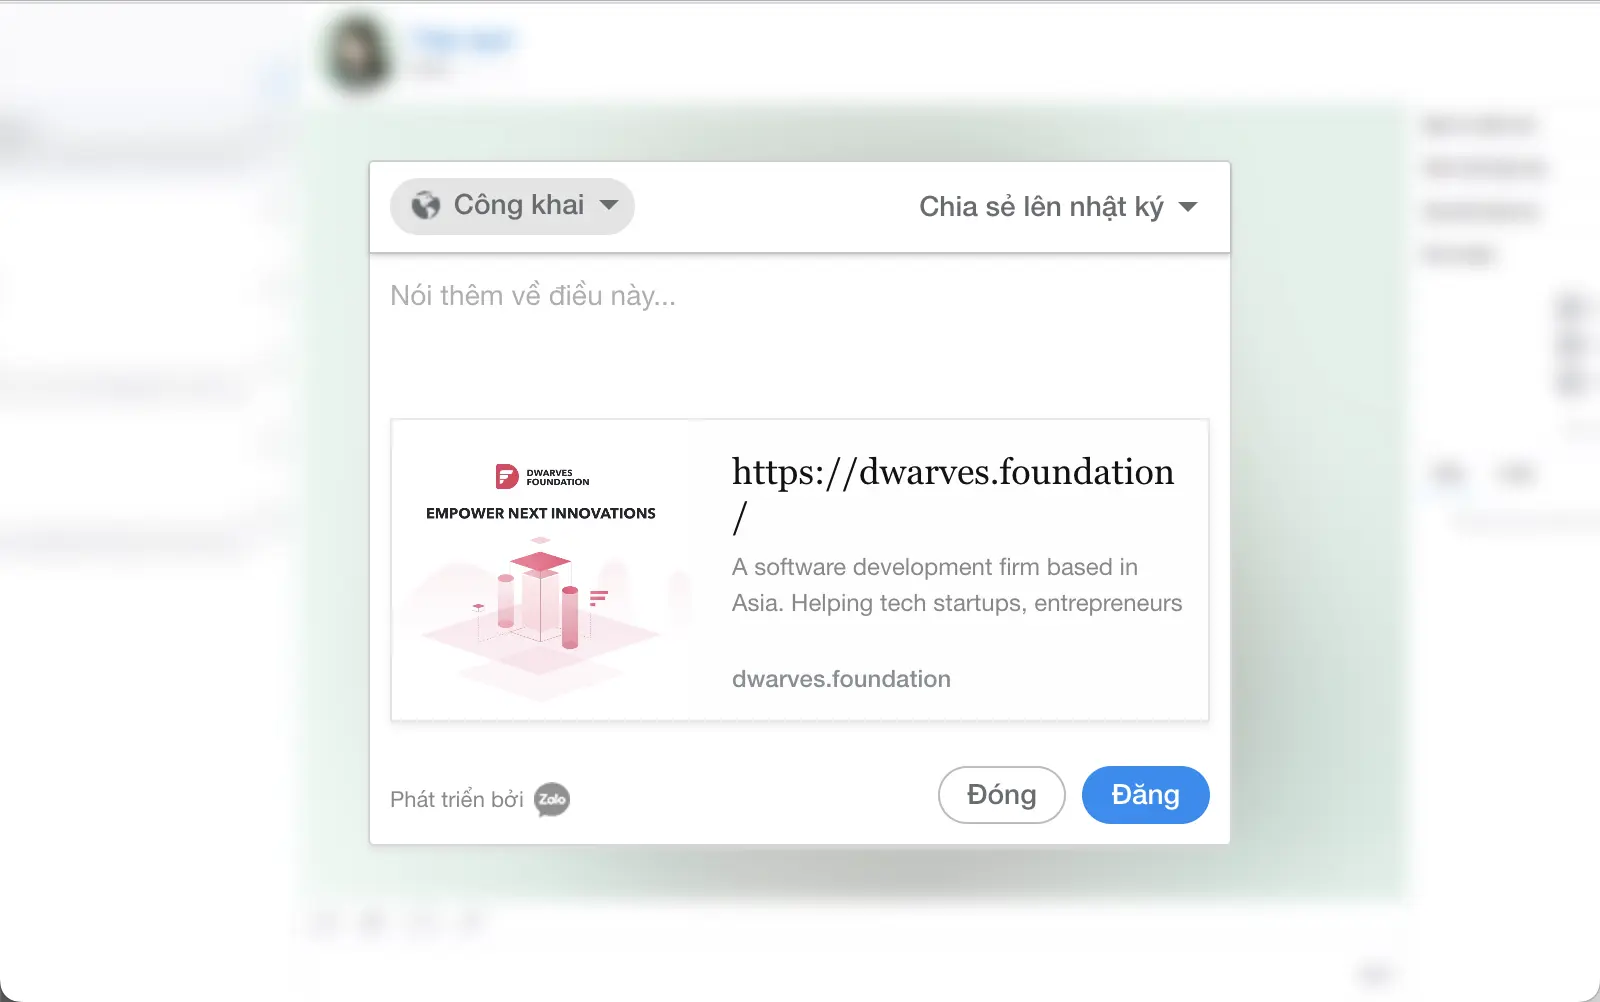 Công khai
Chia sẻ lên nhật ký
Nói thêm về điều này...
DWARVES
FOUNDATION
EMPOWER NEXT INNOVATIONS
https://dwarves.foundation
/
A software development firm based in
Asia. Helping tech startups, entrepreneurs
dwarves.foundation
Phát triển bởi Zalo
Đóng
Đăng